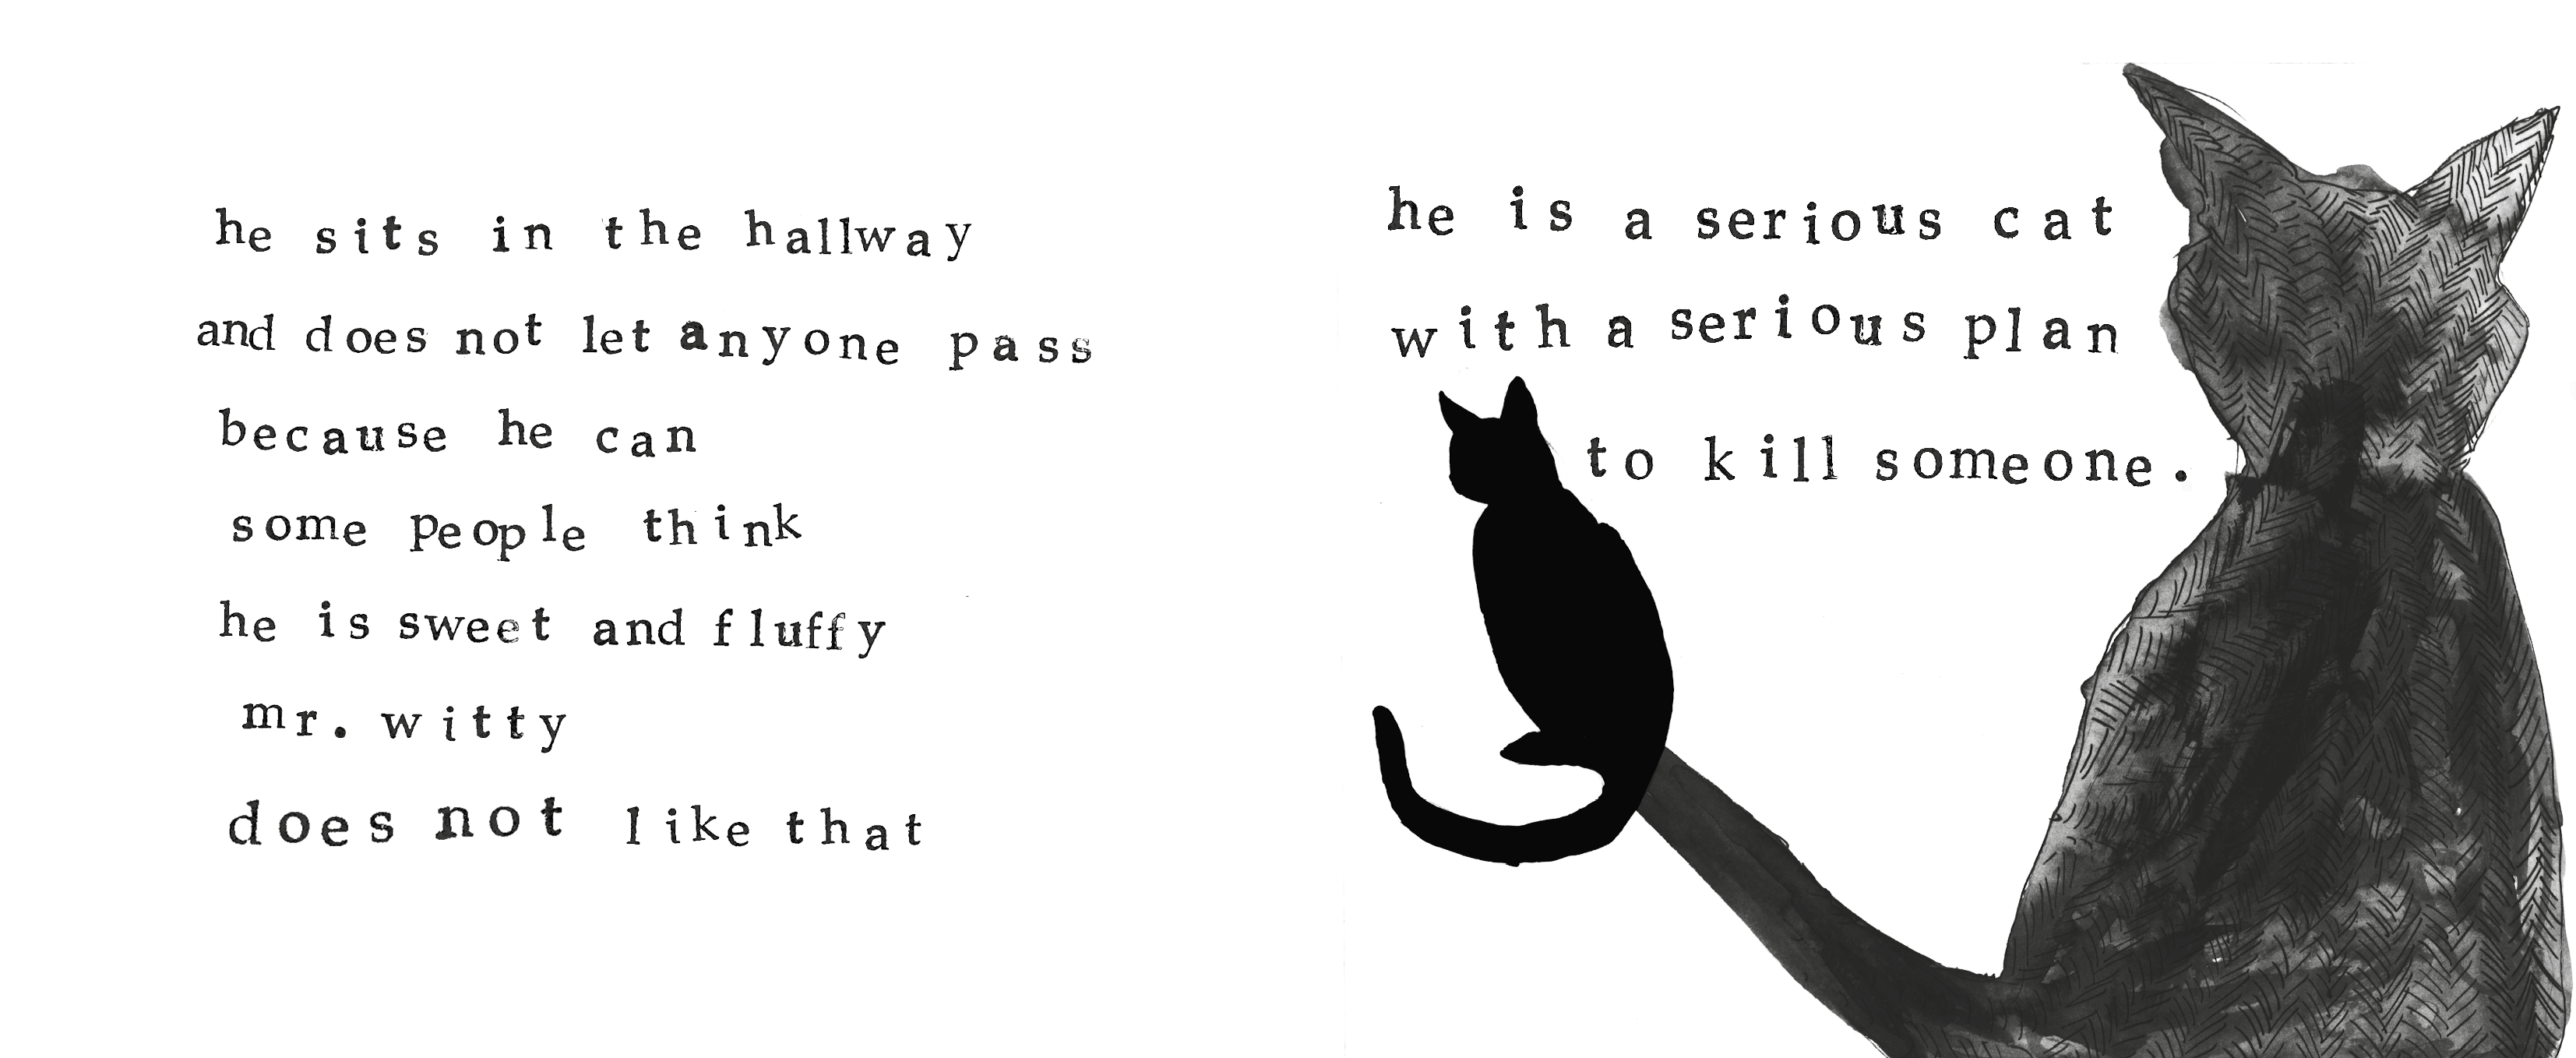 he sits in the hallway
and does not let anyone pass
because he can
some people think
he is sweet and fluffy
mr. witty
does not like that
he is a serious cat
with a serious plan
to kill someone.